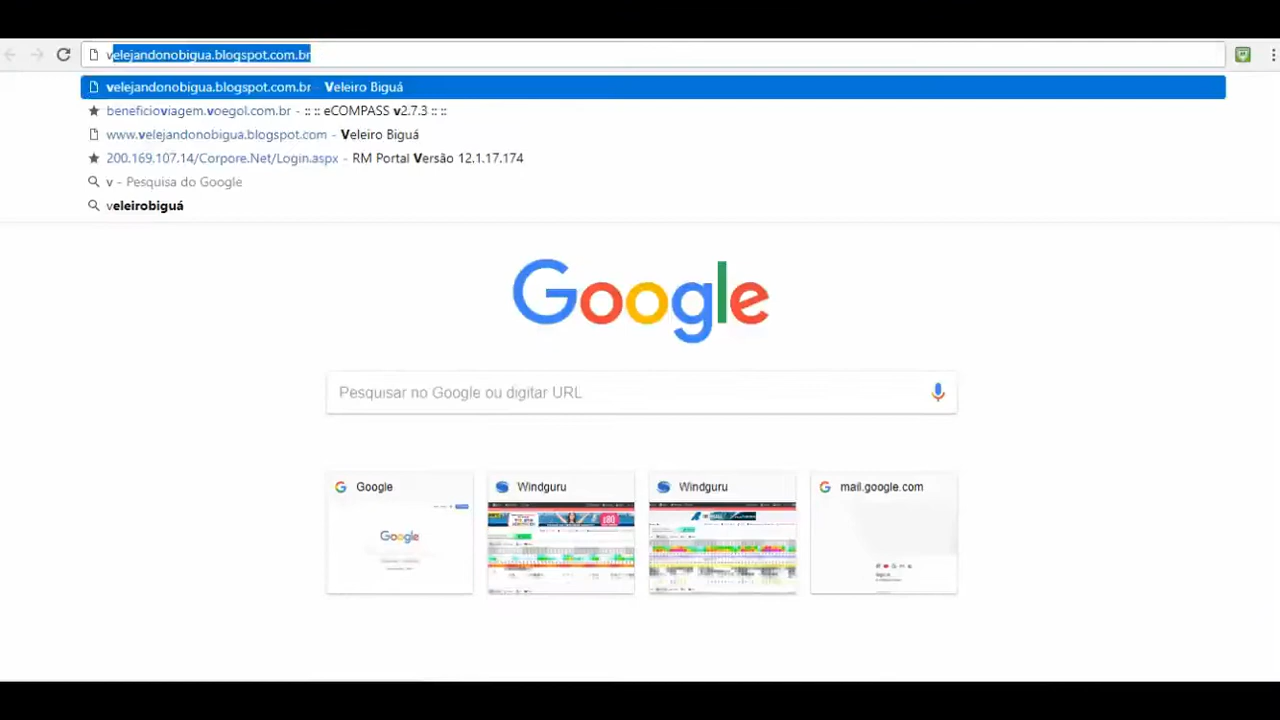 velejandonobigua.blogspot.com.br
velejandonobigua.blogspot.com.br - Veleiro Biguá
beneficioviagem.voegol.com.br - :: :: eCOMPASS v2.7.3 :: ::
www.velejandonobigua.blogspot.com - Veleiro Biguá
200.169.107.14/Corpore.Net/Login.aspx - RM Portal Versão 12.1.17.174
v - Pesquisa do Google
veleirobiguá
Google
Pesquisar no Google ou digitar URL
Google
Windguru
Windguru
mail.google.com
Google